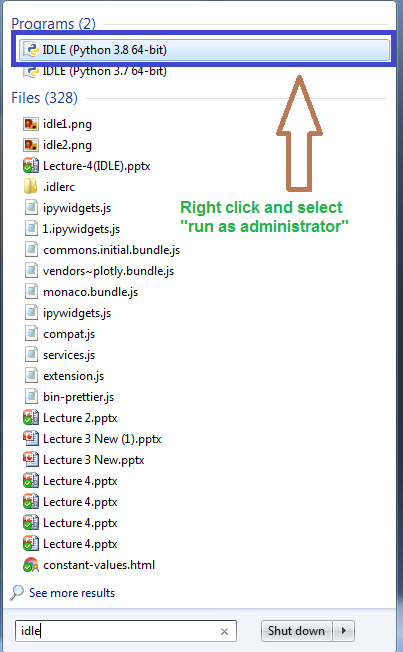 Programs (2)
IDLE (Python 3.8 64-bit)
IDLE (Python 3.7 64-bit)
Files (328)
idle1.png
idle2.png
Lecture-4(IDLE).pptx
.idlerc
ipywidgets.js
1.ipywidgets.js
commons.initial.bundle.js
vendors~plotly.bundle.js
monaco.bundle.js
ipywidgets.js
compat.js
services.js
extension.js
bin-prettier.js
Lecture 2.pptx
Lecture 3 New (1).pptx
Lecture 3 New.pptx
Lecture 4.pptx
Lecture 4.pptx
Lecture 4.pptx
Lecture 4.pptx
constant-values.html
Right click and select
"run as administrator"
See more results
idle
Shut down